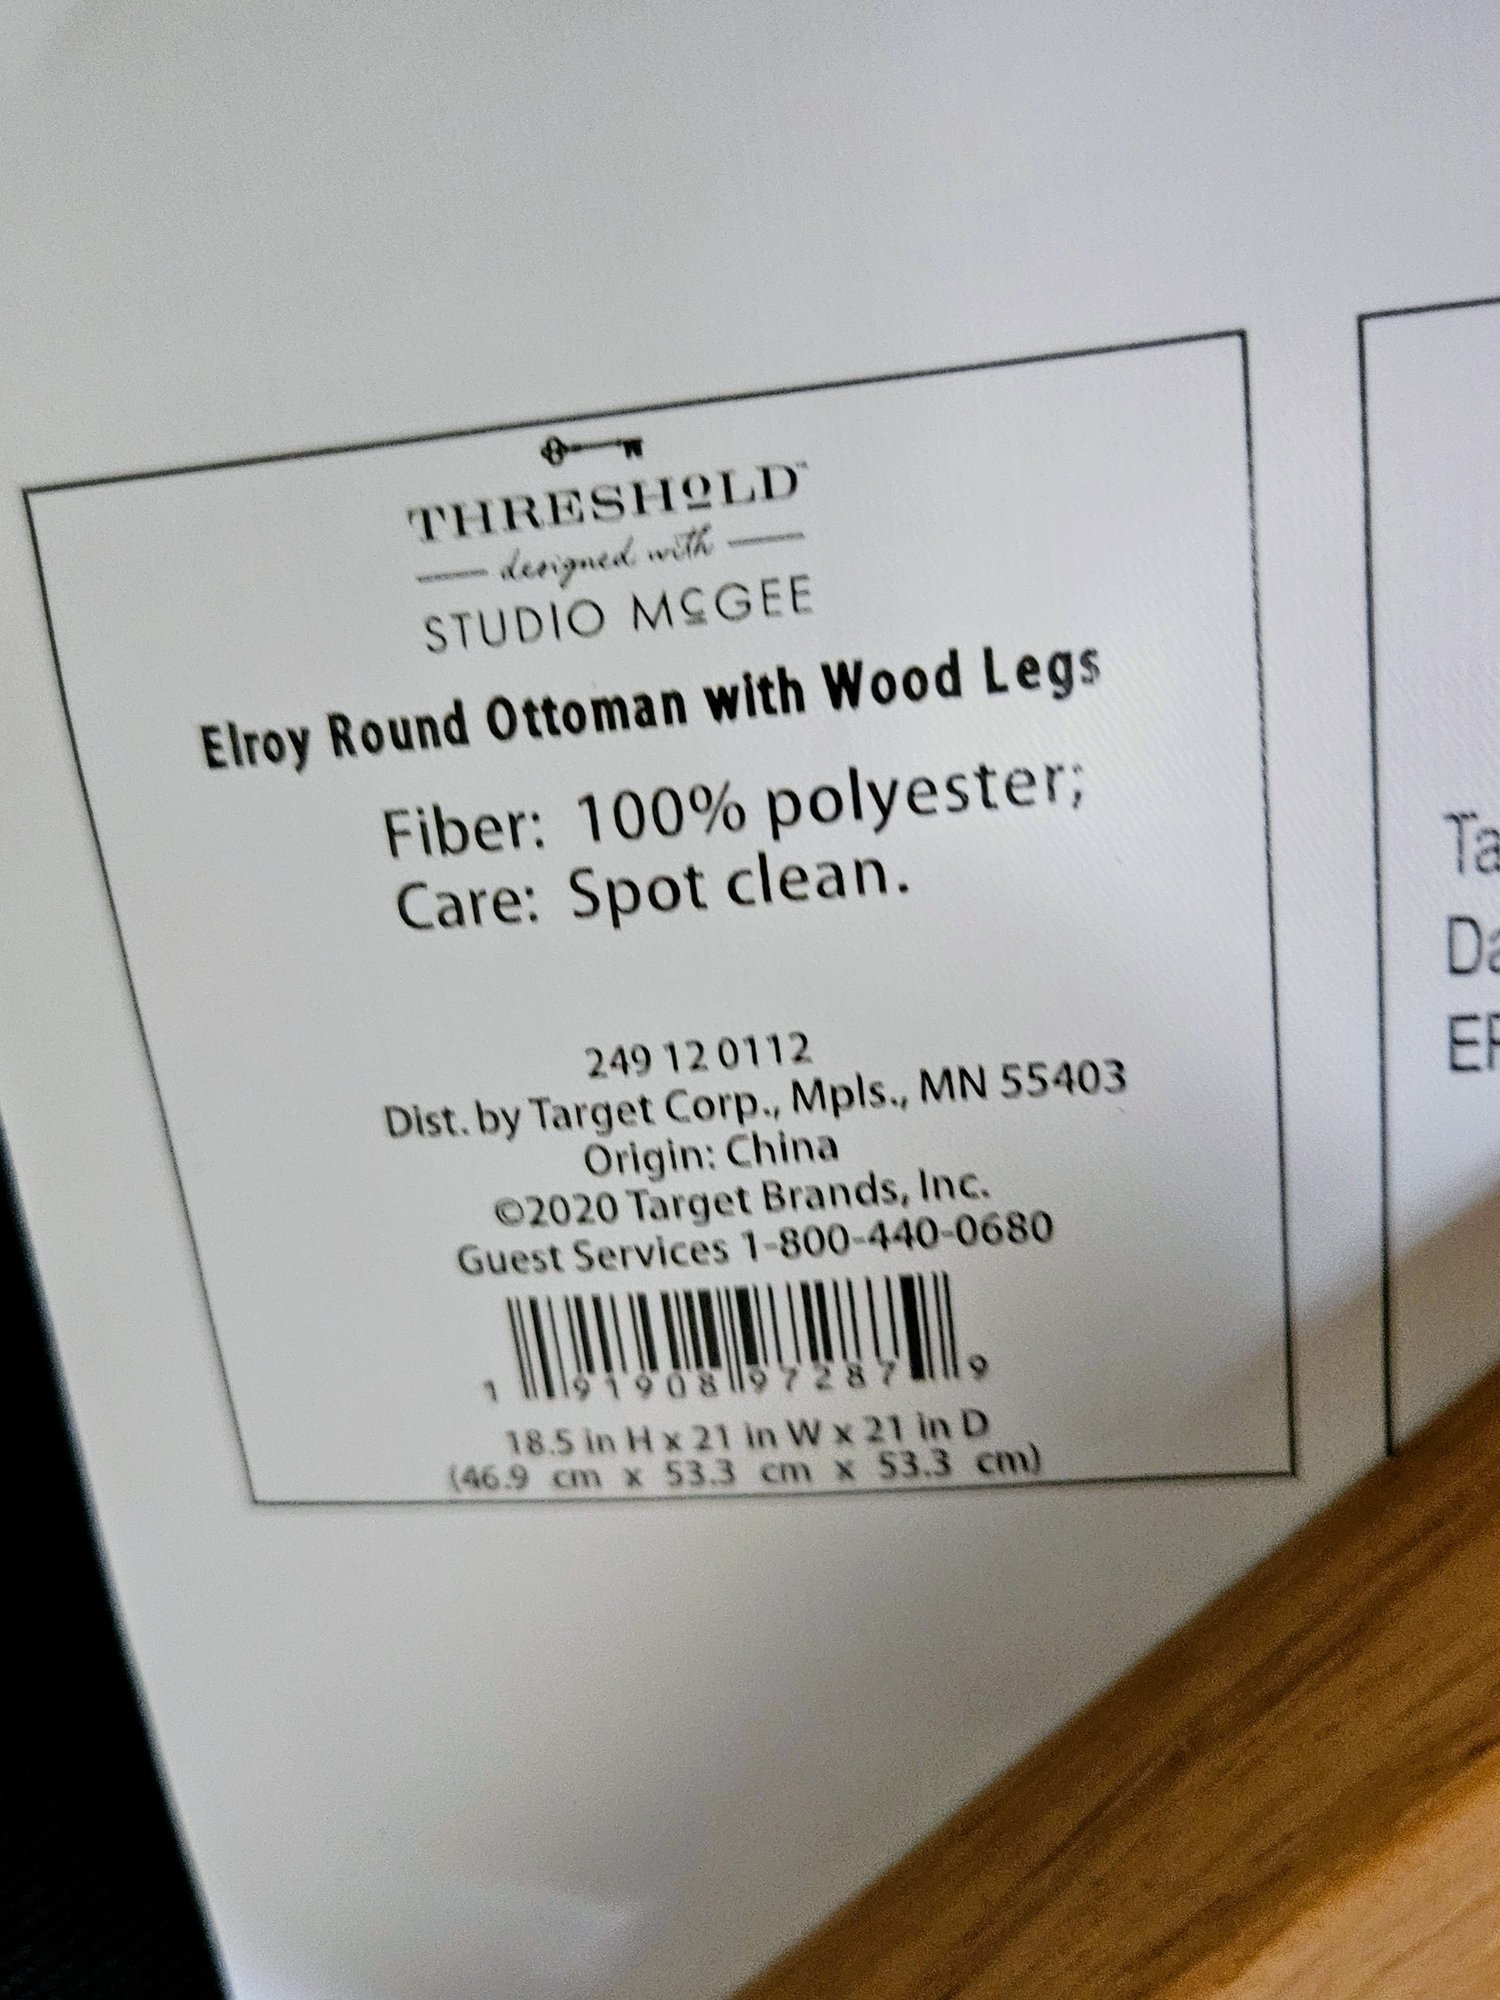 THRESHOLD™
designed with
STUDIO McGEE
Elroy Round Ottoman with Wood Legs
Fiber: 100% polyester;
Care: Spot clean.
249 12 0112
Dist. by Target Corp., Mpls., MN 55403
Origin: China
©2020 Target Brands, Inc.
Guest Services 1-800-440-0680
1 91908 97287 9
18.5 in H x 21 in W x 21 in D
(46.9 cm x 53.3 cm x 53.3 cm)